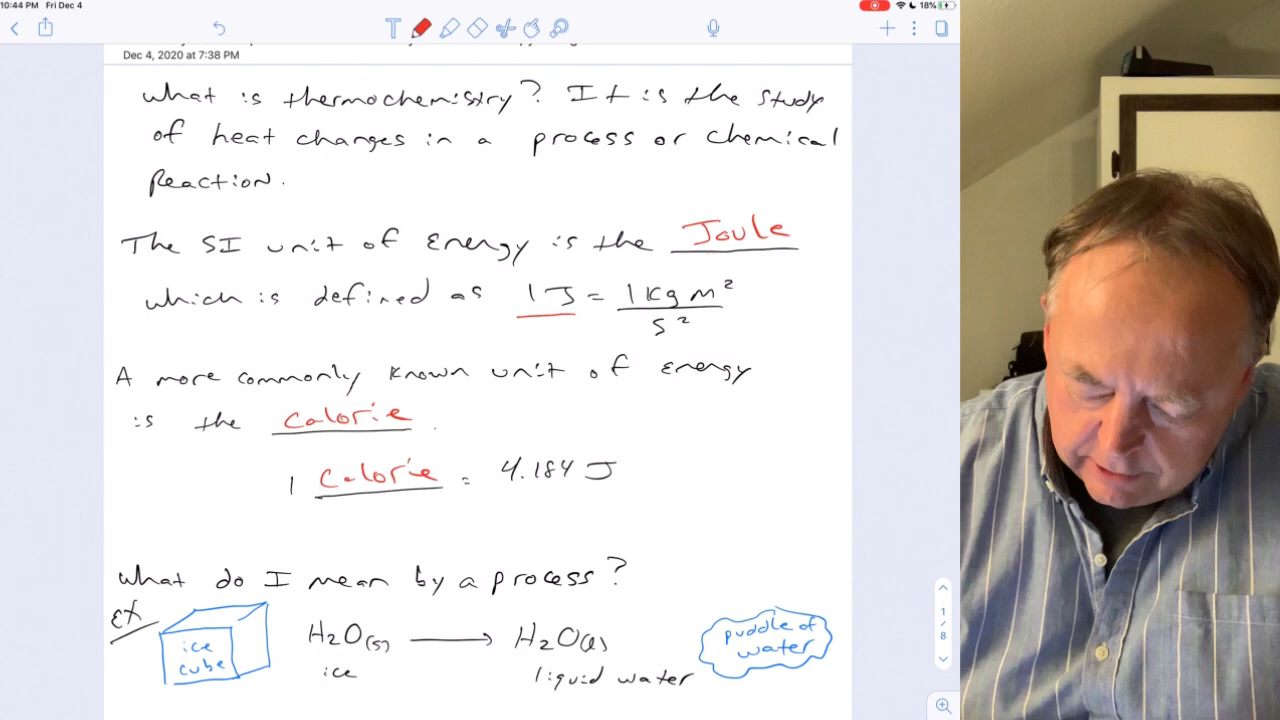 10:44 PM Fri Dec 4
18%
Dec 4, 2020 at 7:38 PM
What is thermochemistry? It is the study
of heat changes in a process or chemical
Reaction.
The SI unit of Energy is the Joule
which is defined as 1 J = 1 kg m² / s²
A more commonly known unit of energy
is the Calorie.
1 Calorie = 4.184 J
What do I mean by a process?
Ex
ice
cube
H₂O(s) → H₂O(l)
ice
liquid water
puddle of
water
1
/
8